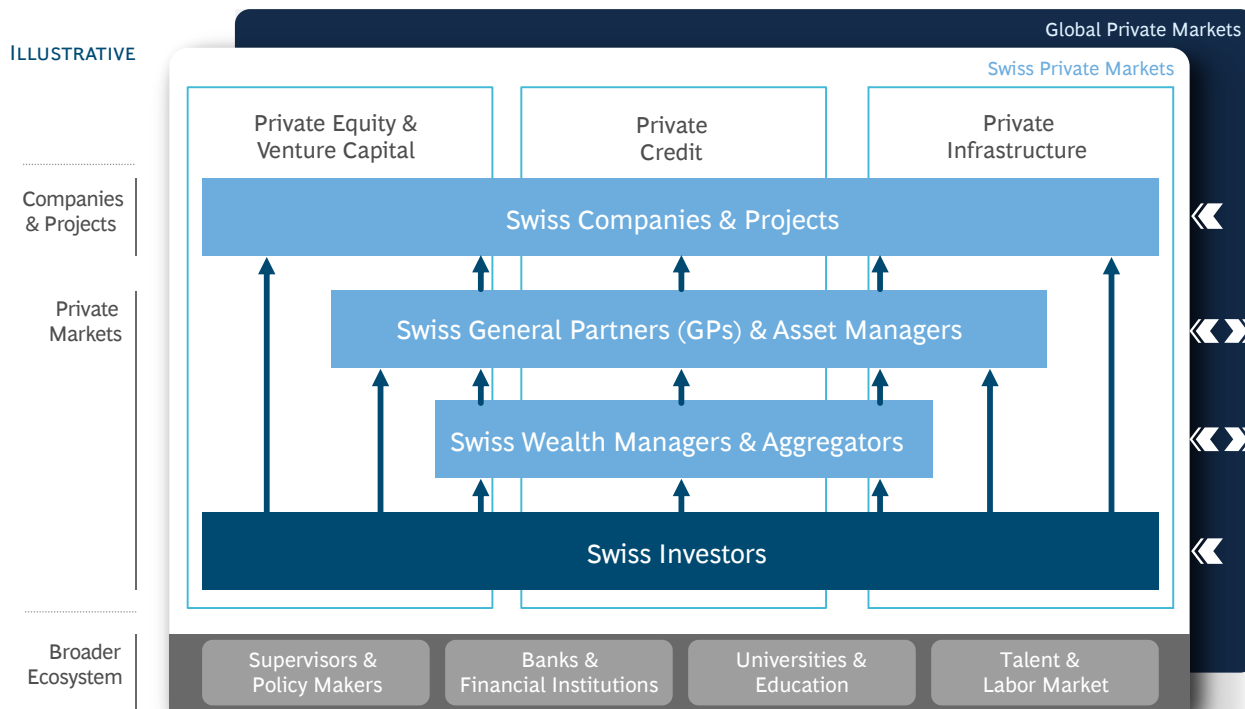 Global Private Markets
ILLUSTRATIVE
Swiss Private Markets
Private Equity &
Venture Capital
Private
Credit
Private
Infrastructure
Companies
& Projects
Swiss Companies & Projects
Private
Markets
Swiss General Partners (GPs) & Asset Managers
Swiss Wealth Managers & Aggregators
Swiss Investors
Broader
Ecosystem
Supervisors &
Policy Makers
Banks &
Financial Institutions
Universities &
Education
Talent &
Labor Market